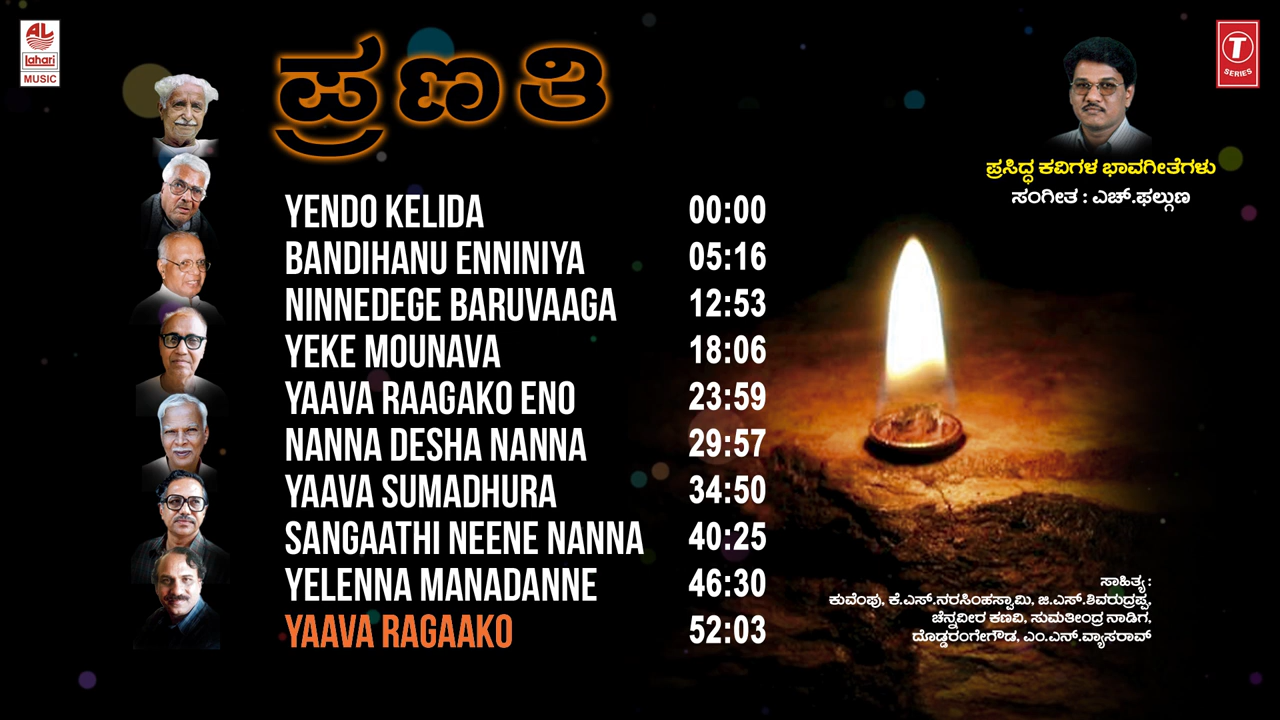 AL
lahari
MUSIC
ಪ್ರಣತಿ
T
SERIES
ಪ್ರಸಿದ್ಧ ಕವಿಗಳ ಭಾವಗೀತೆಗಳು
ಸಂಗೀತ : ಎಚ್.ಫಲ್ಗುಣ
YENDO KELIDA 00:00
BANDIHANU ENNINIYA 05:16
NINNEDEGE BARUVAAGA 12:53
YEKE MOUNAVA 18:06
YAAVA RAAGAKO ENO 23:59
NANNA DESHA NANNA 29:57
YAAVA SUMADHURA 34:50
SANGAATHI NEENE NANNA 40:25
YELENNA MANADANNE 46:30
YAAVA RAGAAKO 52:03
ಸಾಹಿತ್ಯ :
ಕುವೆಂಪು, ಕೆ.ಎಸ್.ನರಸಿಂಹಸ್ವಾಮಿ, ಜಿ.ಎಸ್.ಶಿವರುದ್ರಪ್ಪ,
ಚೆನ್ನವೀರ ಕಣವಿ, ಸುಮತೀಂದ್ರ ನಾಡಿಗ,
ದೊಡ್ಡರಂಗೇಗೌಡ, ಎಂ.ಎನ್.ವ್ಯಾಸರಾವ್